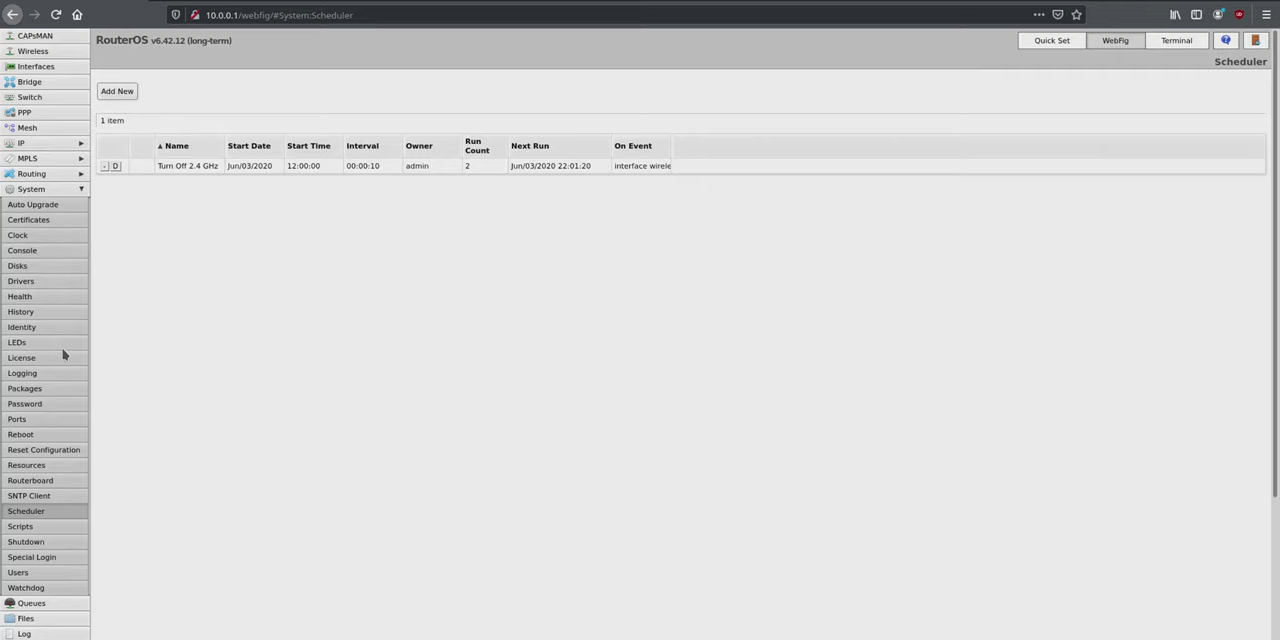 10.0.0.1/webfig/#System:Scheduler
CAPsMAN
Wireless
Interfaces
Bridge
Switch
PPP
Mesh
IP
MPLS
Routing
System
Auto Upgrade
Certificates
Clock
Console
Disks
Drivers
Health
History
Identity
LEDs
License
Logging
Packages
Password
Ports
Reboot
Reset Configuration
Resources
Routerboard
SNTP Client
Scheduler
Scripts
Shutdown
Special Login
Users
Watchdog
Queues
Files
Log
RouterOS v6.42.12 (long-term)
Quick Set WebFig Terminal
Scheduler
Add New
1 item
▲ Name Start Date Start Time Interval Owner Run Count Next Run On Event
- D Turn Off 2.4 GHz Jun/03/2020 12:00:00 00:00:10 admin 2 Jun/03/2020 22:01:20 interface wirele